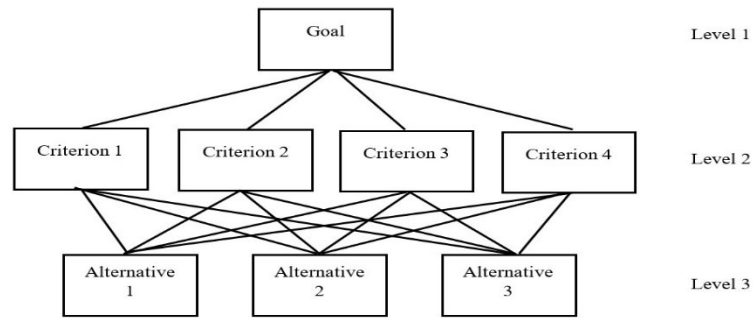 Goal
Level 1
Criterion 1
Criterion 2
Criterion 3
Criterion 4
Level 2
Alternative
1
Alternative
2
Alternative
3
Level 3